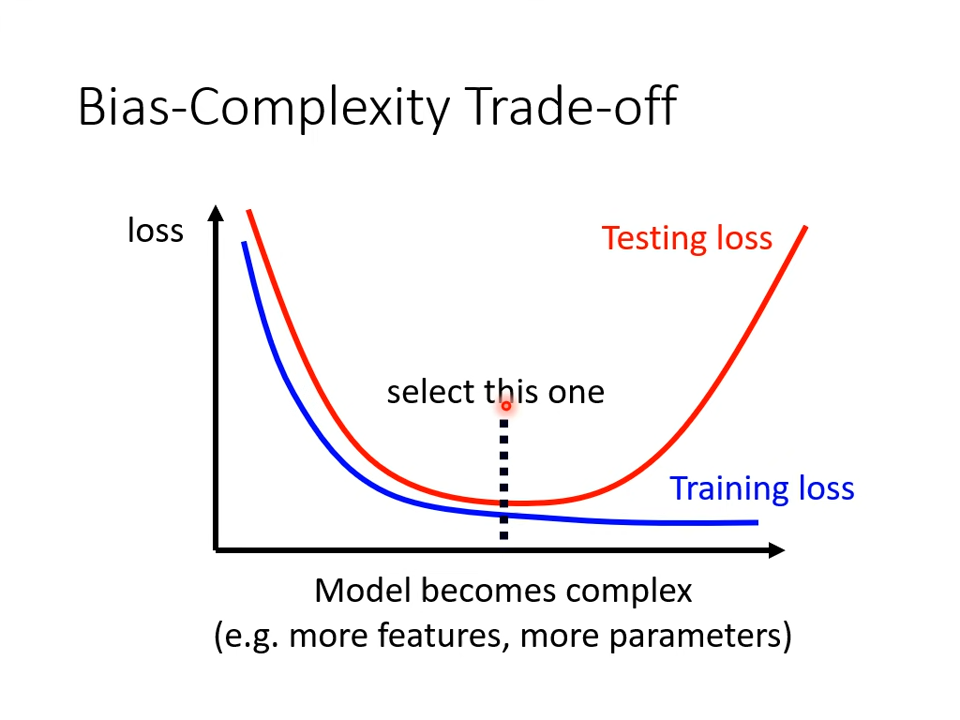 Bias-Complexity Trade-off
loss
Testing loss
select this one
Training loss
Model becomes complex
(e.g. more features, more parameters)